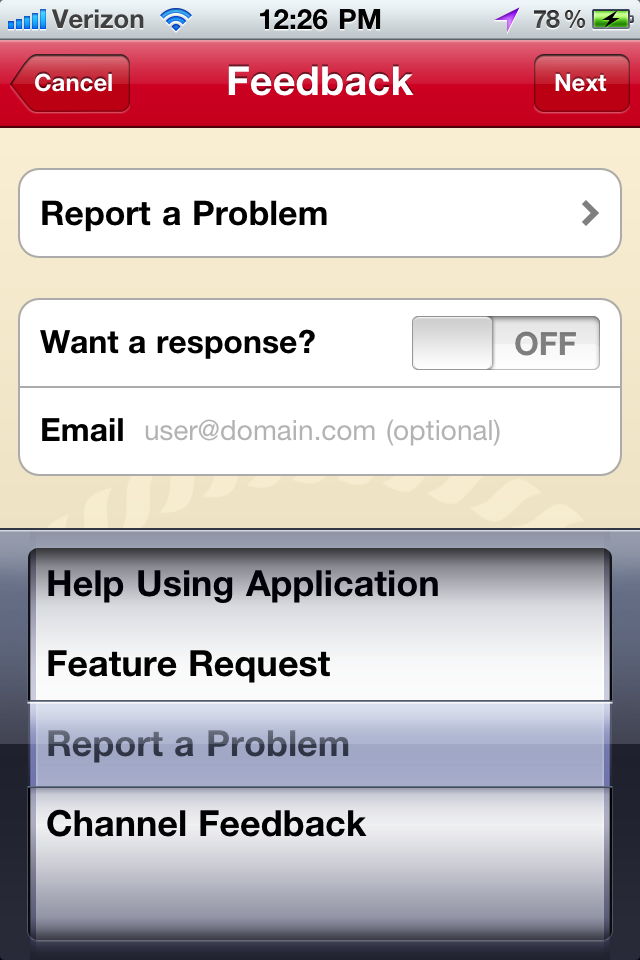 Verizon 12:26 PM 78 %
Cancel Feedback Next
Report a Problem
Want a response? OFF
Email user@domain.com (optional)
Help Using Application
Feature Request
Report a Problem
Channel Feedback